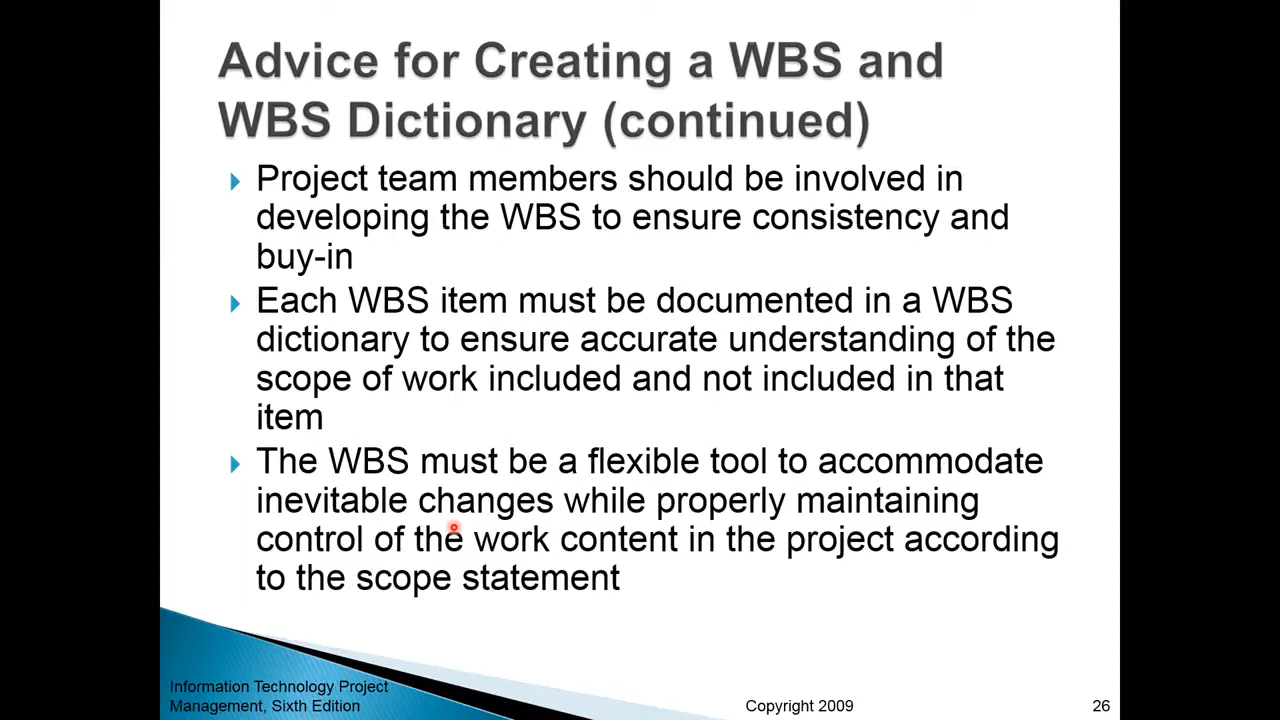 Advice for Creating a WBS and
WBS Dictionary (continued)
Project team members should be involved in
developing the WBS to ensure consistency and
buy-in
Each WBS item must be documented in a WBS
dictionary to ensure accurate understanding of the
scope of work included and not included in that
item
The WBS must be a flexible tool to accommodate
inevitable changes while properly maintaining
control of the work content in the project according
to the scope statement
Information Technology Project
Management, Sixth Edition
Copyright 2009
26